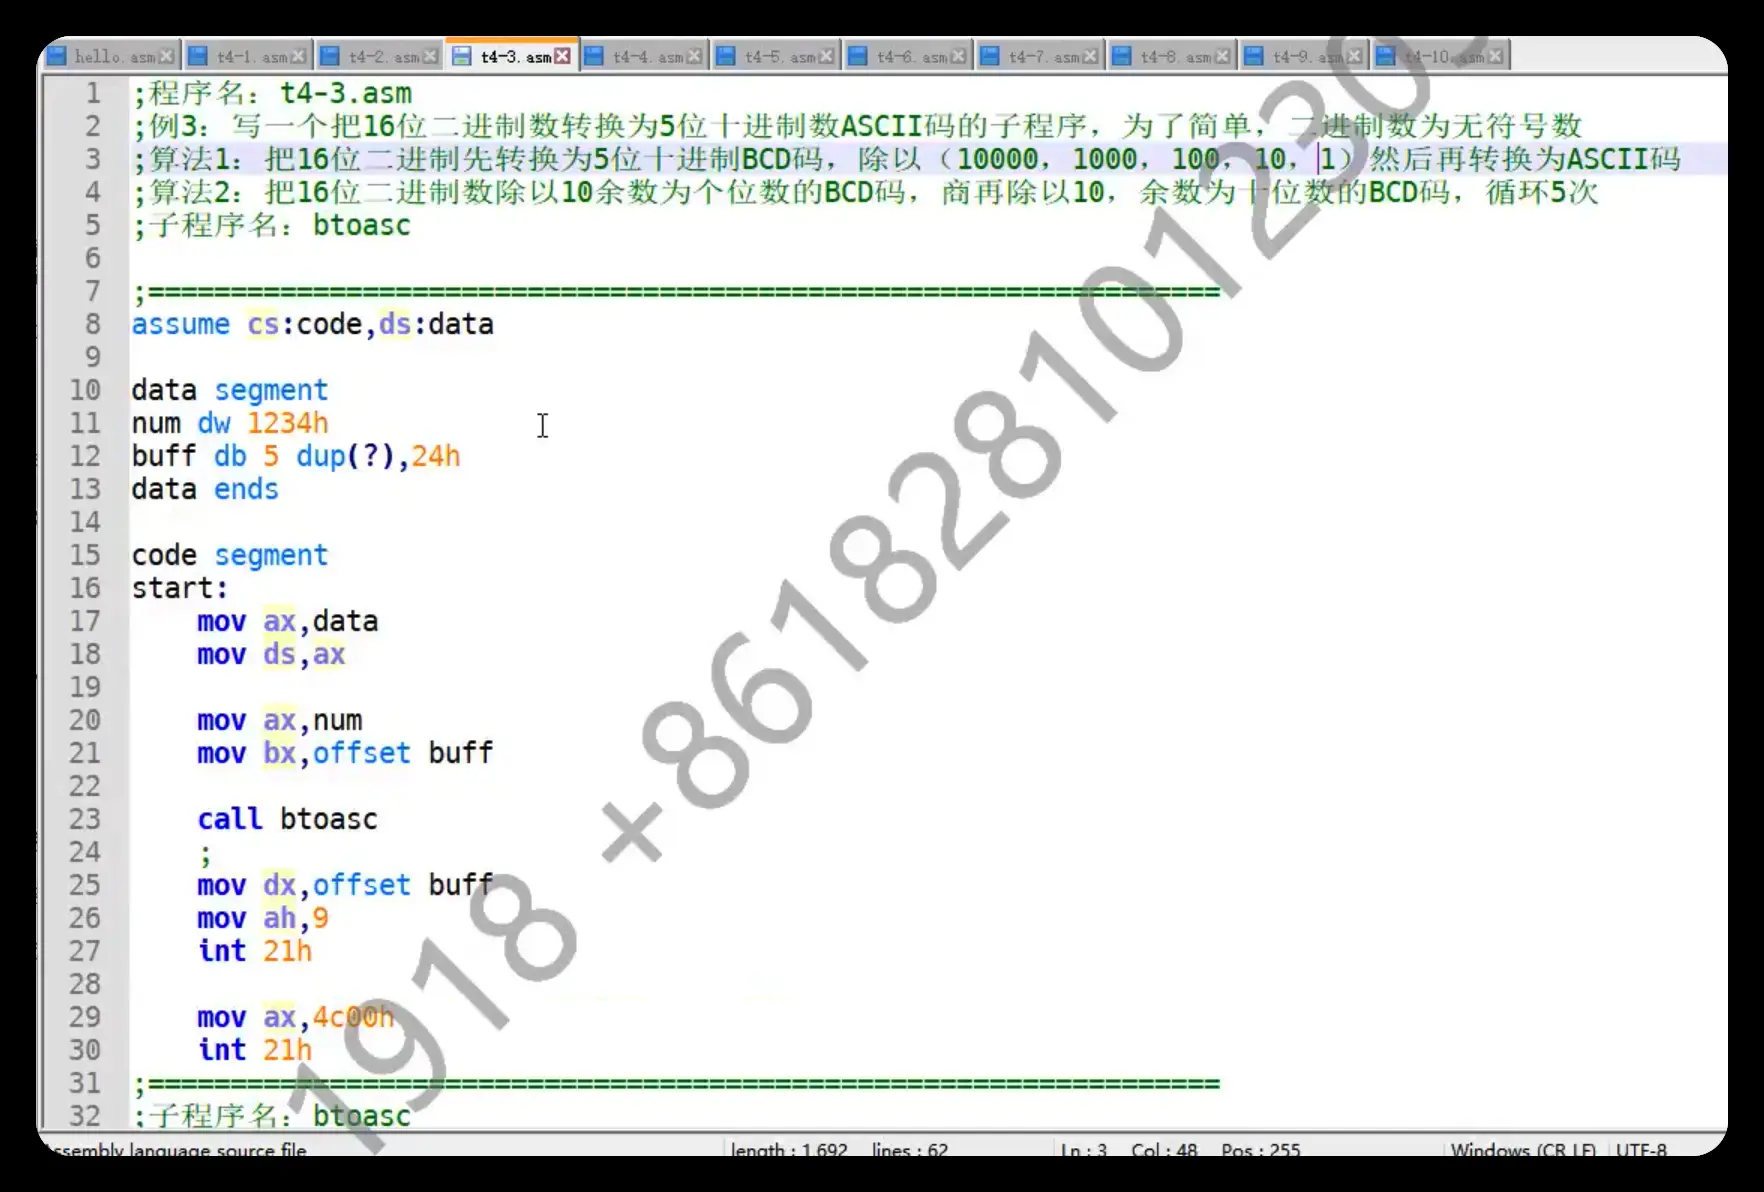 hello.asm t4-1.asm t4-2.asm t4-3.asm t4-4.asm t4-5.asm t4-6.asm t4-7.asm t4-8.asm t4-9.asm t4-10.asm
1 ;程序名：t4-3.asm
2 ;例3：写一个把16位二进制数转换为5位十进制数ASCII码的子程序，为了简单，二进制数为无符号数
3 ;算法1：把16位二进制先转换为5位十进制BCD码，除以（10000，1000，100，10，1）然后再转换为ASCII码
4 ;算法2：把16位二进制数除以10余数为个位数的BCD码，商再除以10，余数为十位数的BCD码，循环5次
5 ;子程序名：btoasc
6
7 ;=================================================================
8 assume cs:code,ds:data
9
10 data segment
11 num dw 1234h
12 buff db 5 dup(?),24h
13 data ends
14
15 code segment
16 start:
17     mov ax,data
18     mov ds,ax
19
20     mov ax,num
21     mov bx,offset buff
22
23     call btoasc
24     ;
25     mov dx,offset buff
26     mov ah,9
27     int 21h
28
29     mov ax,4c00h
30     int 21h
31 ;=================================================================
32 ;子程序名：btoasc
ssembly language source file length : 1,692 lines : 62 Ln : 3 Col : 48 Pos : 255 Windows (CR LF) UTF-8
1918 +8618282810123